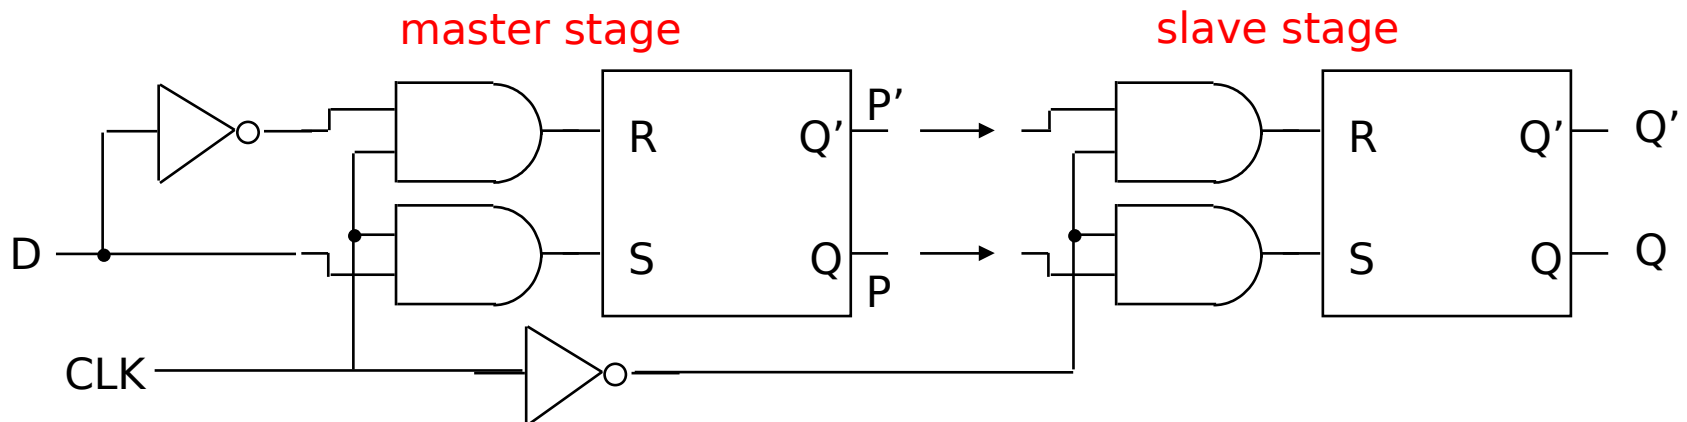 master stage
slave stage
P’
R
Q’
R
Q’
Q’
D
S
Q
P
S
Q
Q
CLK